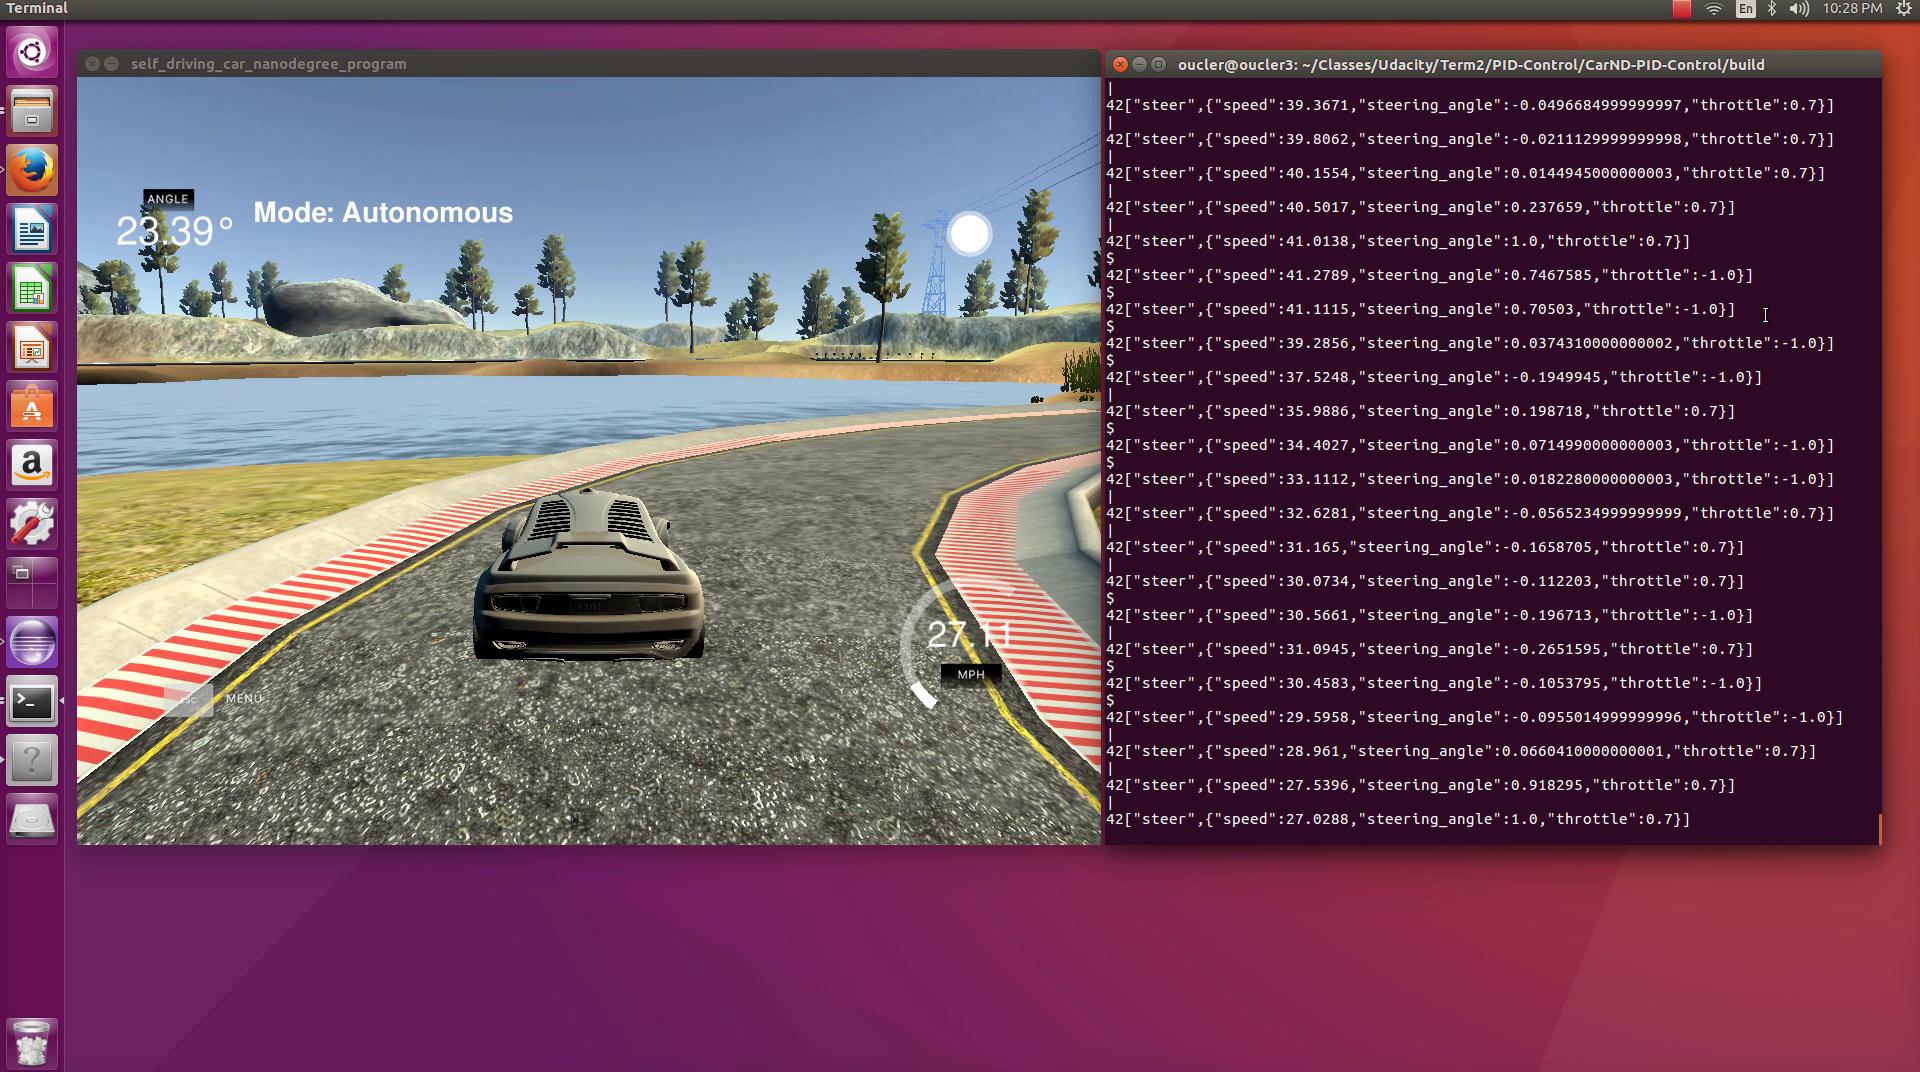 Terminal
En
10:28 PM
self_driving_car_nanodegree_program
ANGLE
23.39°
Mode: Autonomous
27.11
MPH
ESC
MENU
oucler@oucler3: ~/Classes/Udacity/Term2/PID-Control/CarND-PID-Control/build
|
42["steer",{"speed":39.3671,"steering_angle":-0.0496684999999997,"throttle":0.7}]
|
42["steer",{"speed":39.8062,"steering_angle":-0.0211129999999998,"throttle":0.7}]
|
42["steer",{"speed":40.1554,"steering_angle":0.0144945000000003,"throttle":0.7}]
|
42["steer",{"speed":40.5017,"steering_angle":0.237659,"throttle":0.7}]
|
42["steer",{"speed":41.0138,"steering_angle":1.0,"throttle":0.7}]
$
42["steer",{"speed":41.2789,"steering_angle":0.7467585,"throttle":-1.0}]
$
42["steer",{"speed":41.1115,"steering_angle":0.70503,"throttle":-1.0}]
$
42["steer",{"speed":39.2856,"steering_angle":0.0374310000000002,"throttle":-1.0}]
$
42["steer",{"speed":37.5248,"steering_angle":-0.1949945,"throttle":-1.0}]
|
42["steer",{"speed":35.9886,"steering_angle":0.198718,"throttle":0.7}]
$
42["steer",{"speed":34.4027,"steering_angle":0.0714990000000003,"throttle":-1.0}]
$
42["steer",{"speed":33.1112,"steering_angle":0.0182280000000003,"throttle":-1.0}]
|
42["steer",{"speed":32.6281,"steering_angle":-0.0565234999999999,"throttle":0.7}]
|
42["steer",{"speed":31.165,"steering_angle":-0.1658705,"throttle":0.7}]
|
42["steer",{"speed":30.0734,"steering_angle":-0.112203,"throttle":0.7}]
$
42["steer",{"speed":30.5661,"steering_angle":-0.196713,"throttle":-1.0}]
|
42["steer",{"speed":31.0945,"steering_angle":-0.2651595,"throttle":0.7}]
$
42["steer",{"speed":30.4583,"steering_angle":-0.1053795,"throttle":-1.0}]
$
42["steer",{"speed":29.5958,"steering_angle":-0.0955014999999996,"throttle":-1.0}]
|
42["steer",{"speed":28.961,"steering_angle":0.0660410000000001,"throttle":0.7}]
|
42["steer",{"speed":27.5396,"steering_angle":0.918295,"throttle":0.7}]
|
42["steer",{"speed":27.0288,"steering_angle":1.0,"throttle":0.7}]